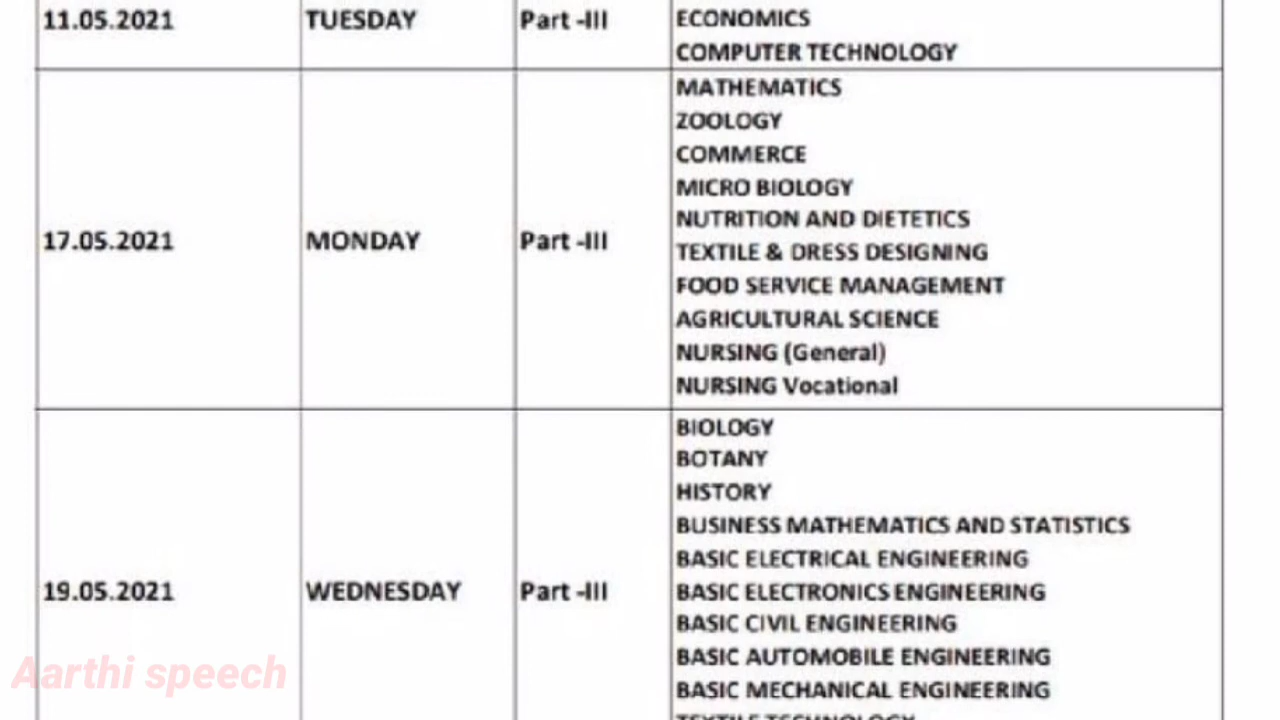 11.05.2021 TUESDAY Part -III ECONOMICS
COMPUTER TECHNOLOGY
MATHEMATICS
ZOOLOGY
COMMERCE
MICRO BIOLOGY
NUTRITION AND DIETETICS
17.05.2021 MONDAY Part -III
TEXTILE & DRESS DESIGNING
FOOD SERVICE MANAGEMENT
AGRICULTURAL SCIENCE
NURSING (General)
NURSING Vocational
BIOLOGY
BOTANY
HISTORY
BUSINESS MATHEMATICS AND STATISTICS
BASIC ELECTRICAL ENGINEERING
19.05.2021 WEDNESDAY Part -III BASIC ELECTRONICS ENGINEERING
BASIC CIVIL ENGINEERING
BASIC AUTOMOBILE ENGINEERING
BASIC MECHANICAL ENGINEERING
TEXTILE TECHNOLOGY
Aarthi speech